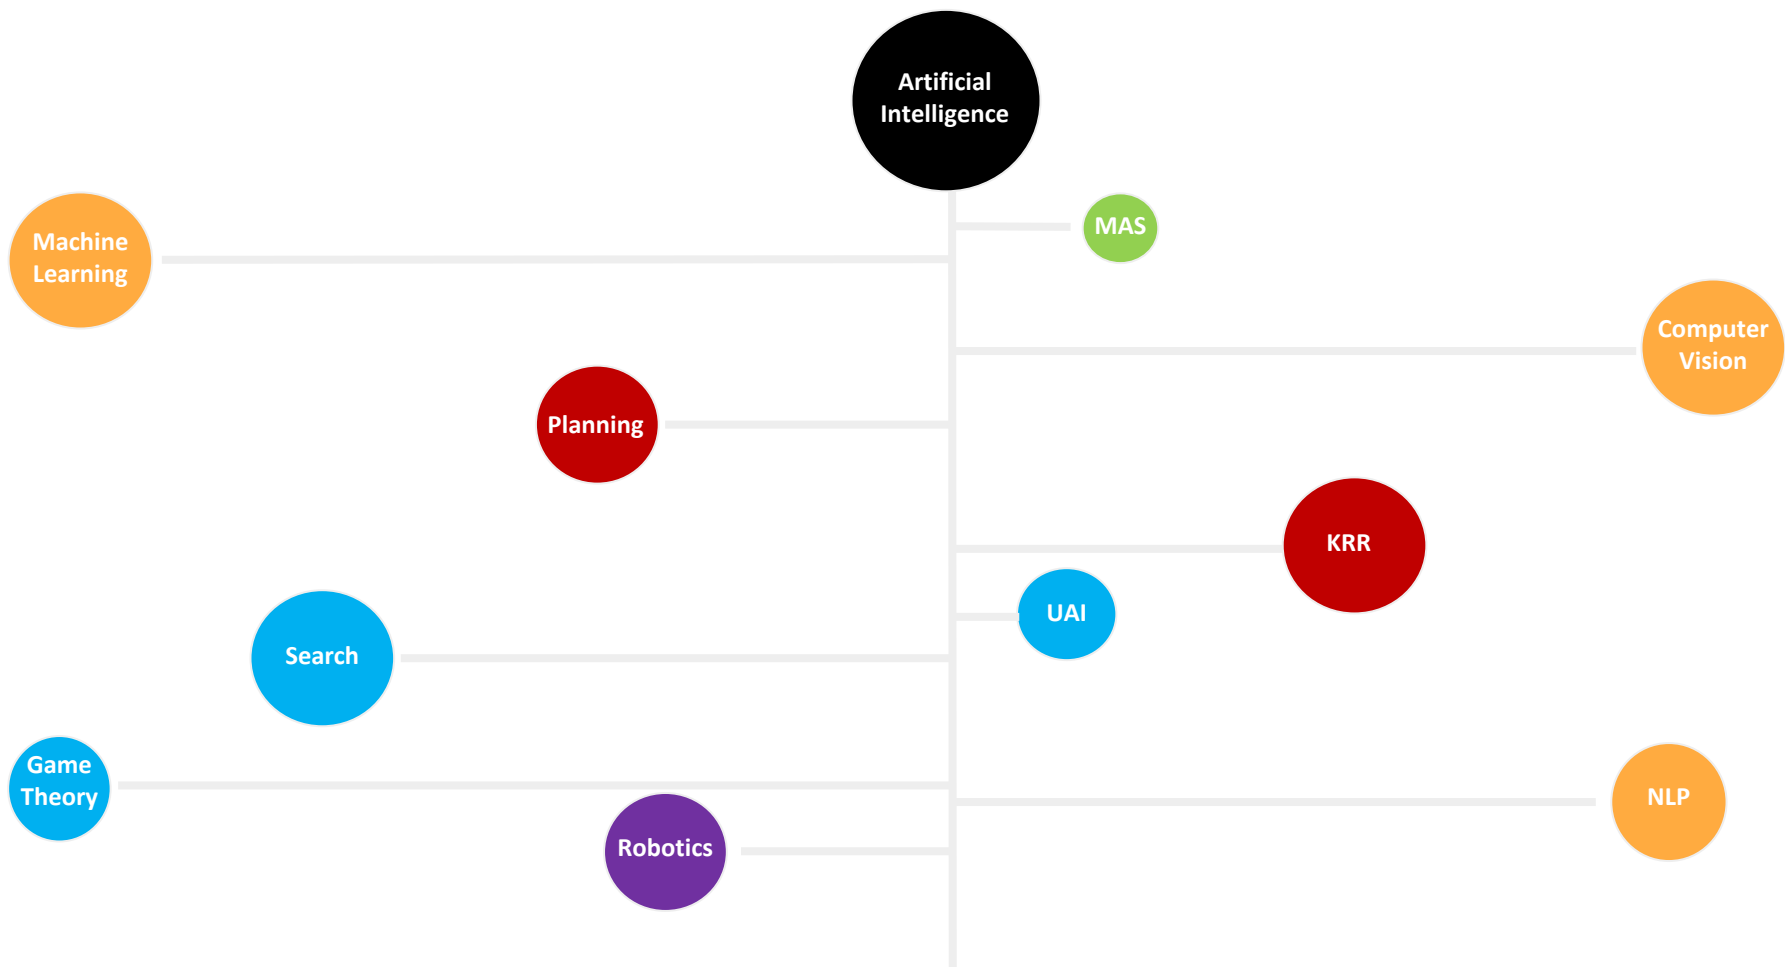 Artificial
Intelligence
MAS
Machine
Learning
Computer
Vision
Planning
KRR
UAI
Search
Game
Theory
NLP
Robotics